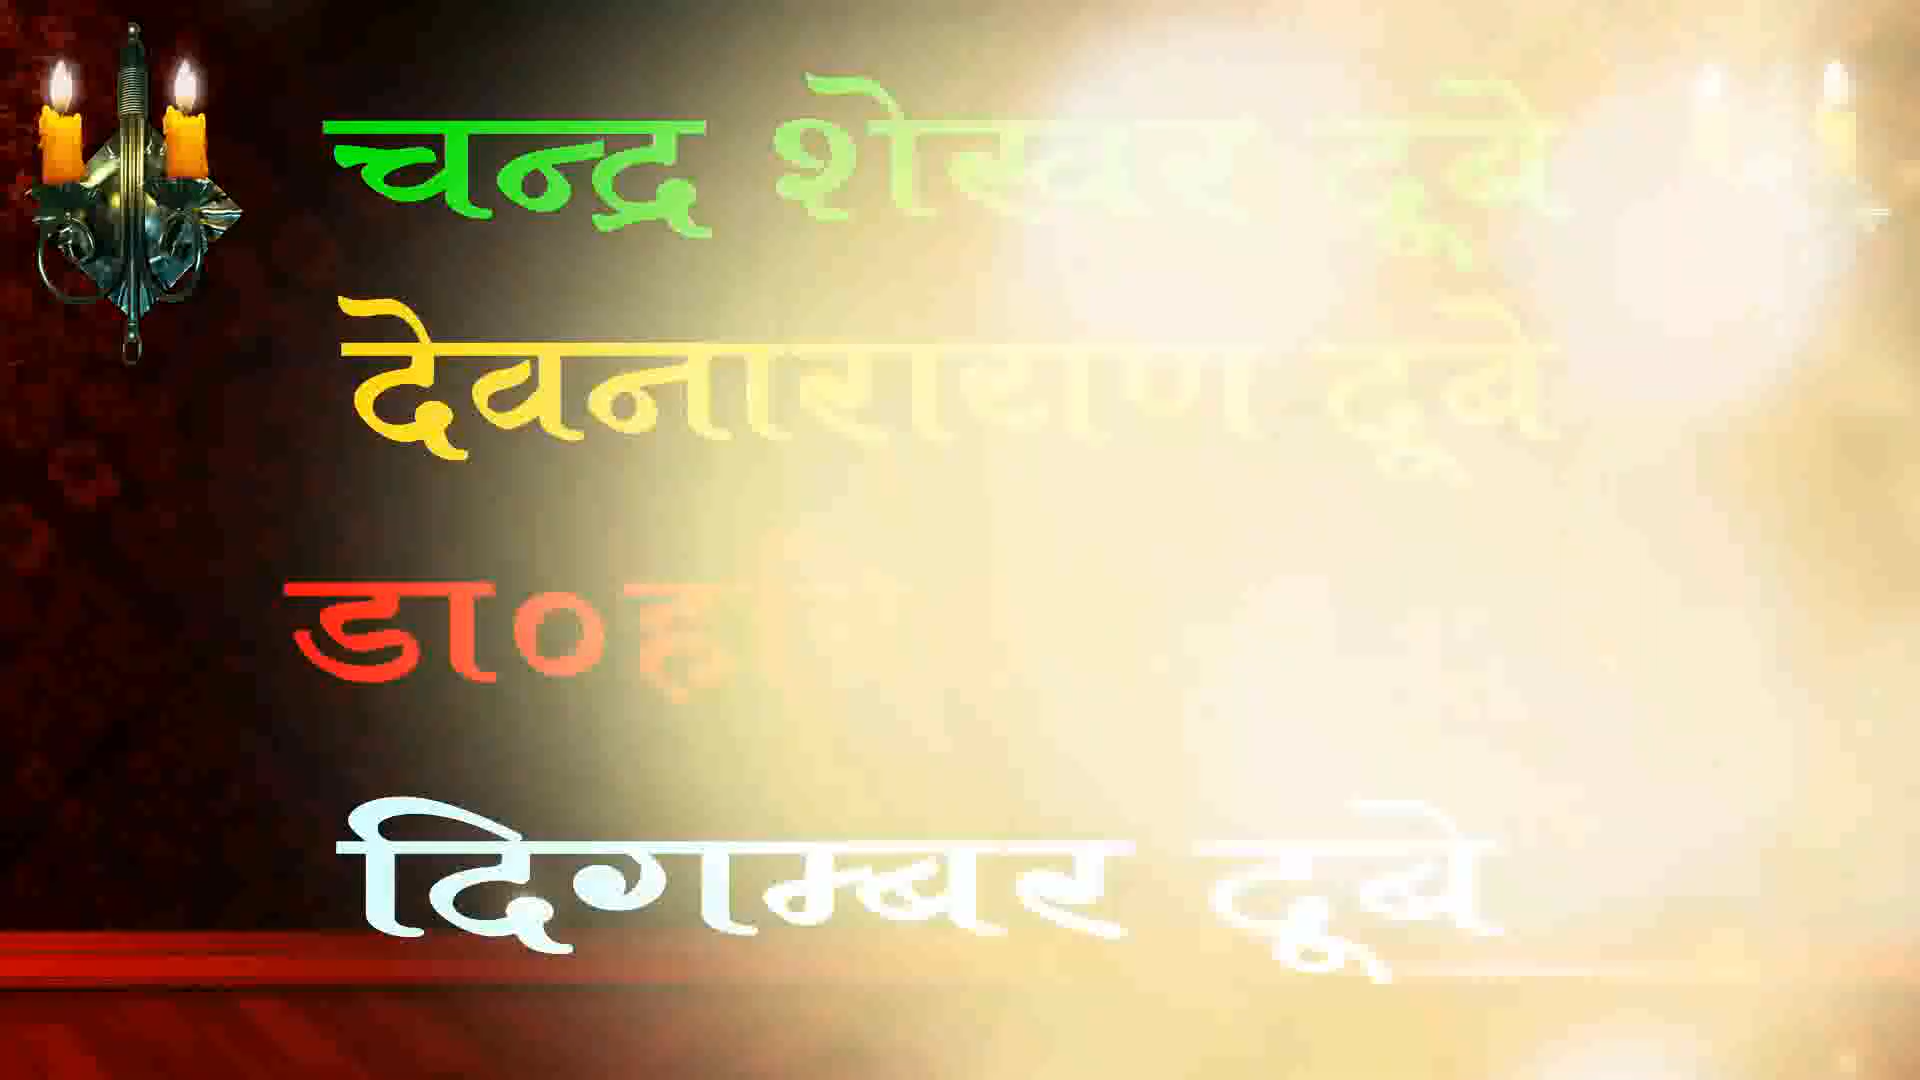 चन्द्र शेखर दूबे
देवनारायण दूबे
डा०
दिगम्बर दूबे